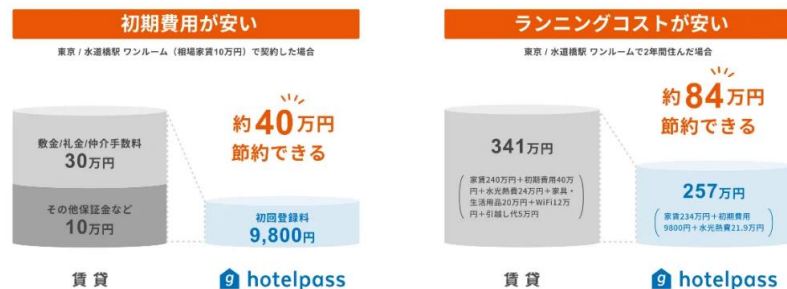 初期費用が安い
東京 / 水道橋駅 ワンルーム（相場家賃10万円）で契約した場合
約40万円
節約できる
敷金/礼金/仲介手数料
30万円
その他保証金など
10万円
初回登録料
9,800円
賃貸
g hotelpass
ランニングコストが安い
東京 / 水道橋駅 ワンルームで2年間住んだ場合
約84万円
節約できる
341万円
家賃240万円＋初期費用40万
円＋水光熱費24万円＋家具・
生活用品20万円＋WiFi12万
円＋引越し代5万円
257万円
家賃234万円＋初期費用
9800円＋水光熱費21.9万円
賃貸
g hotelpass